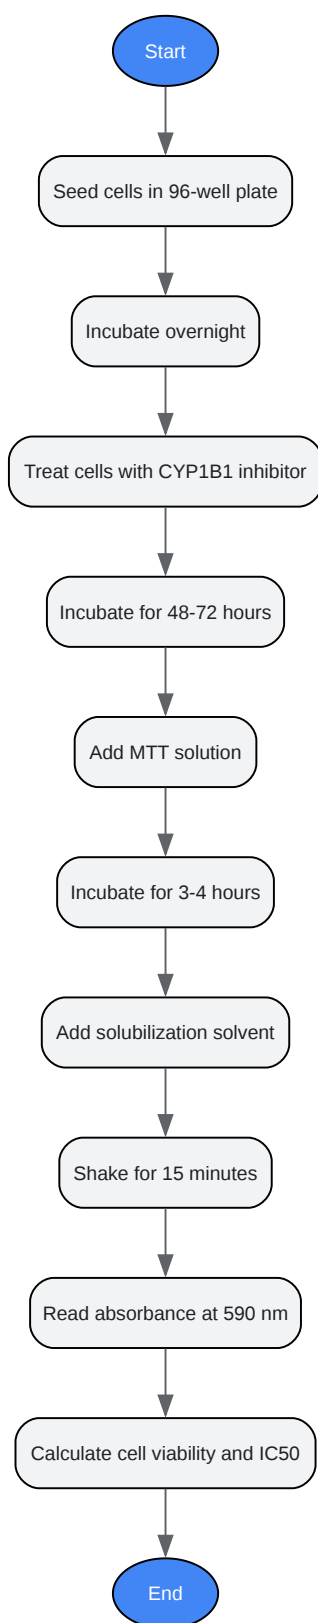 Start
Seed cells in 96-well plate
Incubate overnight
Treat cells with CYP1B1 inhibitor
Incubate for 48-72 hours
Add MTT solution
Incubate for 3-4 hours
Add solubilization solvent
Shake for 15 minutes
Read absorbance at 590 nm
Calculate cell viability and IC50
End